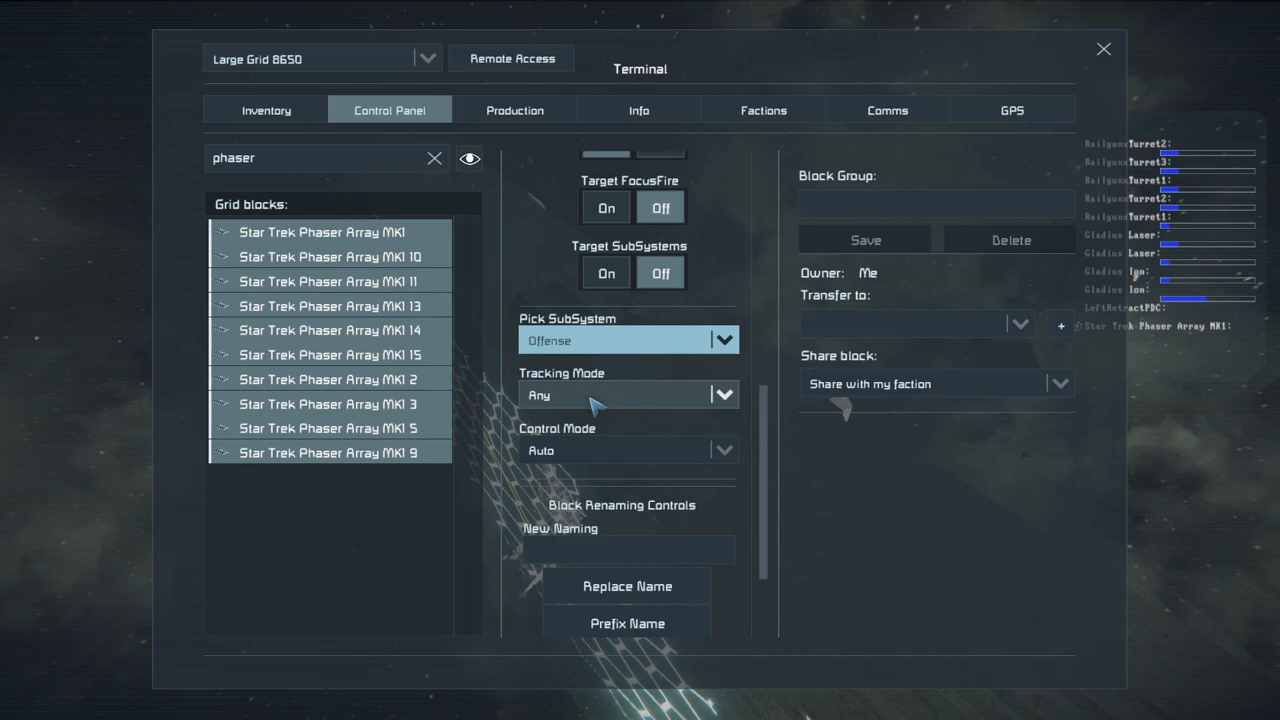 Large Grid 8650
Remote Access
Terminal
Inventory
Control Panel
Production
Info
Factions
Comms
GPS
phaser
Grid blocks:
Star Trek Phaser Array MK1
Star Trek Phaser Array MK1 10
Star Trek Phaser Array MK1 11
Star Trek Phaser Array MK1 13
Star Trek Phaser Array MK1 14
Star Trek Phaser Array MK1 15
Star Trek Phaser Array MK1 2
Star Trek Phaser Array MK1 3
Star Trek Phaser Array MK1 5
Star Trek Phaser Array MK1 9
Target FocusFire
On Off
Target SubSystems
On Off
Pick SubSystem
Offense
Tracking Mode
Any
Control Mode
Auto
Block Renaming Controls
New Naming
Replace Name
Prefix Name
Block Group:
Save
Delete
Owner: Me
Transfer to:
+
Share block:
Share with my faction
RailgunxTurret2:
RailgunxTurret3:
RailgunxTurret1:
RailgunxTurret2:
RailgunxTurret1:
Gladius Laser:
Gladius Laser:
Gladius Ion:
Gladius Ion:
LeftRetractPDC:
Star Trek Phaser Array MK1: